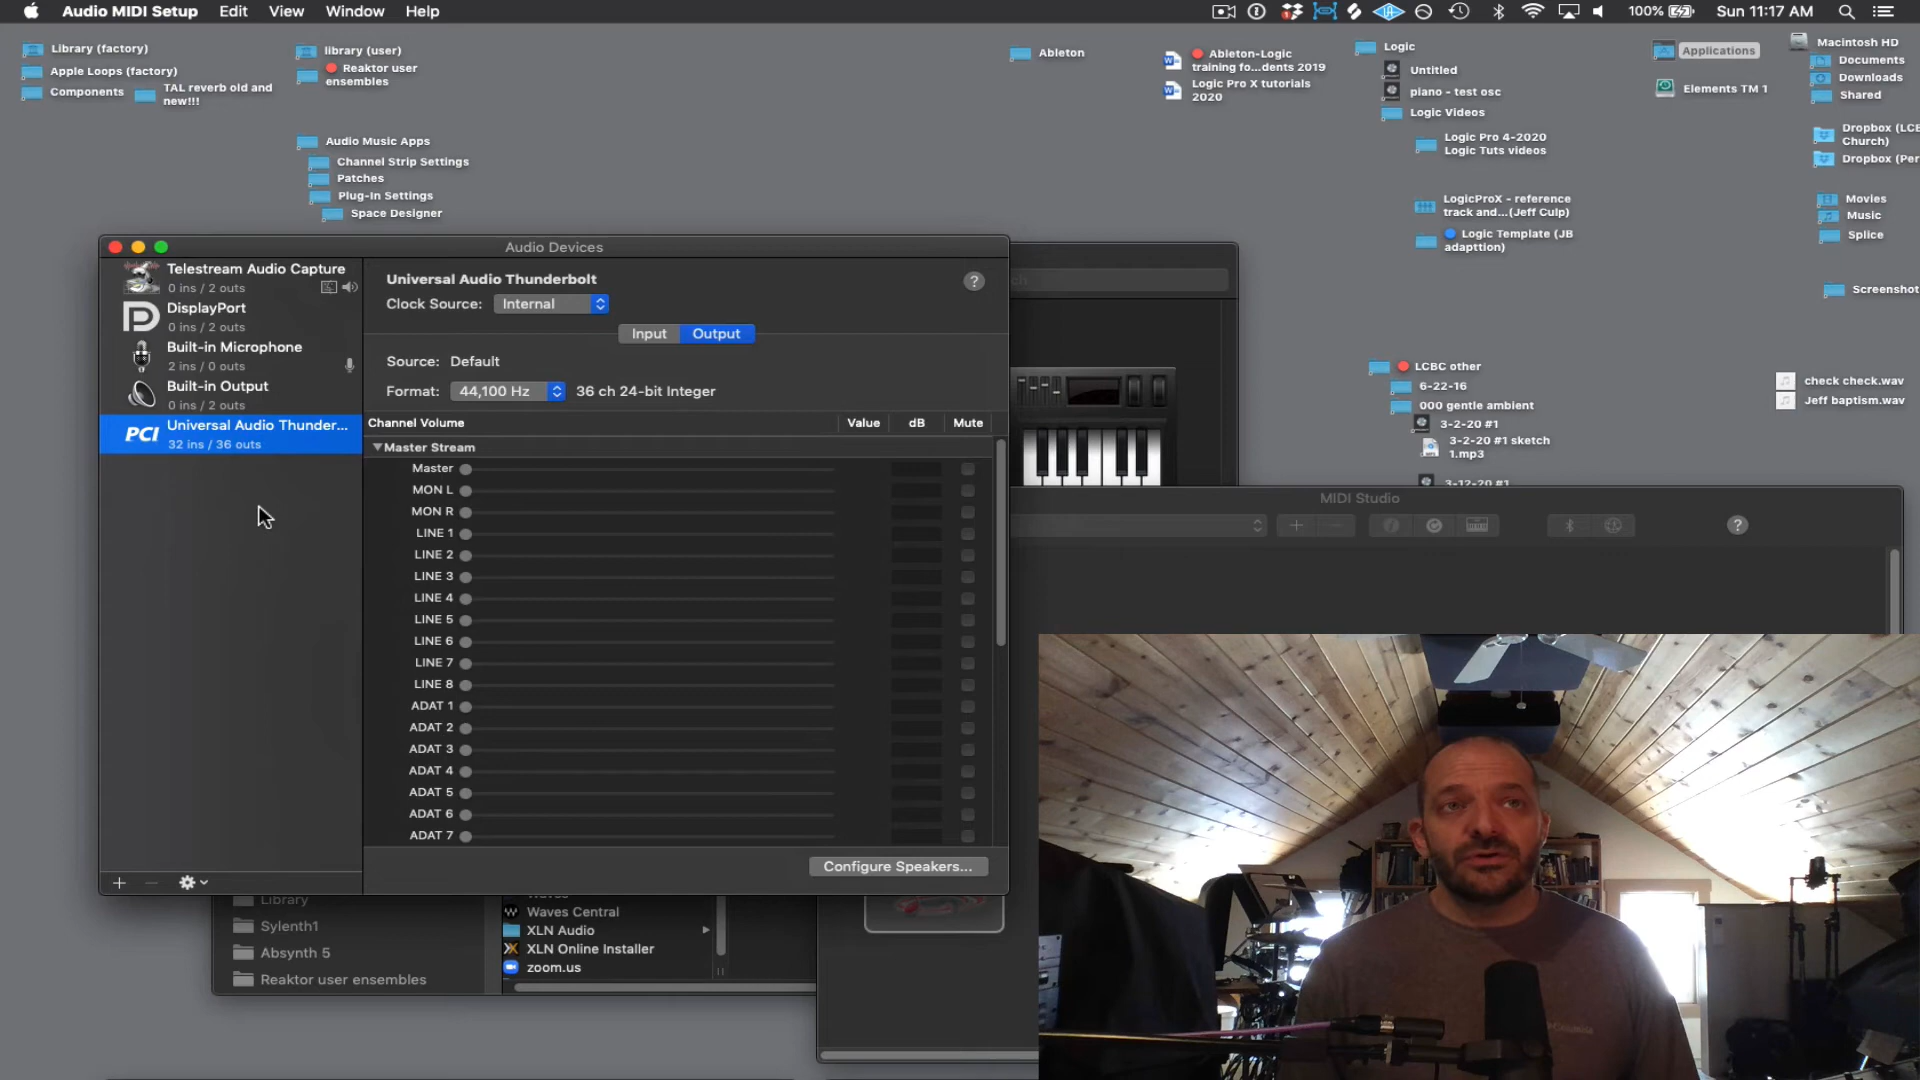 Audio MIDI Setup Edit View Window Help
100% Sun 11:17 AM
Library (factory)
Apple Loops (factory)
Components
TAL reverb old and
new!!!
library (user)
Reaktor user
ensembles
Audio Music Apps
Channel Strip Settings
Patches
Plug-In Settings
Space Designer
Ableton
Ableton-Logic
training fo...dents 2019
Logic Pro X tutorials
2020
Logic
Untitled
piano - test osc
Logic Videos
Logic Pro 4-2020
Logic Tuts videos
LogicProX - reference
track and...(Jeff Culp)
Logic Template (JB
adapttion)
Applications
Elements TM 1
Macintosh HD
Documents
Downloads
Shared
Dropbox (LCB
Church)
Dropbox (Per
Movies
Music
Splice
Screenshot
LCBC other
6-22-16
000 gentle ambient
3-2-20 #1
3-2-20 #1 sketch
1.mp3
3-12-20 #1
check check.wav
Jeff baptism.wav
Audio Devices
Telestream Audio Capture
0 ins / 2 outs
DisplayPort
0 ins / 2 outs
Built-in Microphone
2 ins / 0 outs
Built-in Output
0 ins / 2 outs
PCI Universal Audio Thunder...
32 ins / 36 outs
Universal Audio Thunderbolt
?
Clock Source: Internal
Input Output
Source: Default
Format: 44,100 Hz 36 ch 24-bit Integer
Channel Volume Value dB Mute
Master Stream
Master
MON L
MON R
LINE 1
LINE 2
LINE 3
LINE 4
LINE 5
LINE 6
LINE 7
LINE 8
ADAT 1
ADAT 2
ADAT 3
ADAT 4
ADAT 5
ADAT 6
ADAT 7
Configure Speakers...
MIDI Studio
?
Library
Sylenth1
Absynth 5
Reaktor user ensembles
Waves Central
XLN Audio
XLN Online Installer
zoom.us